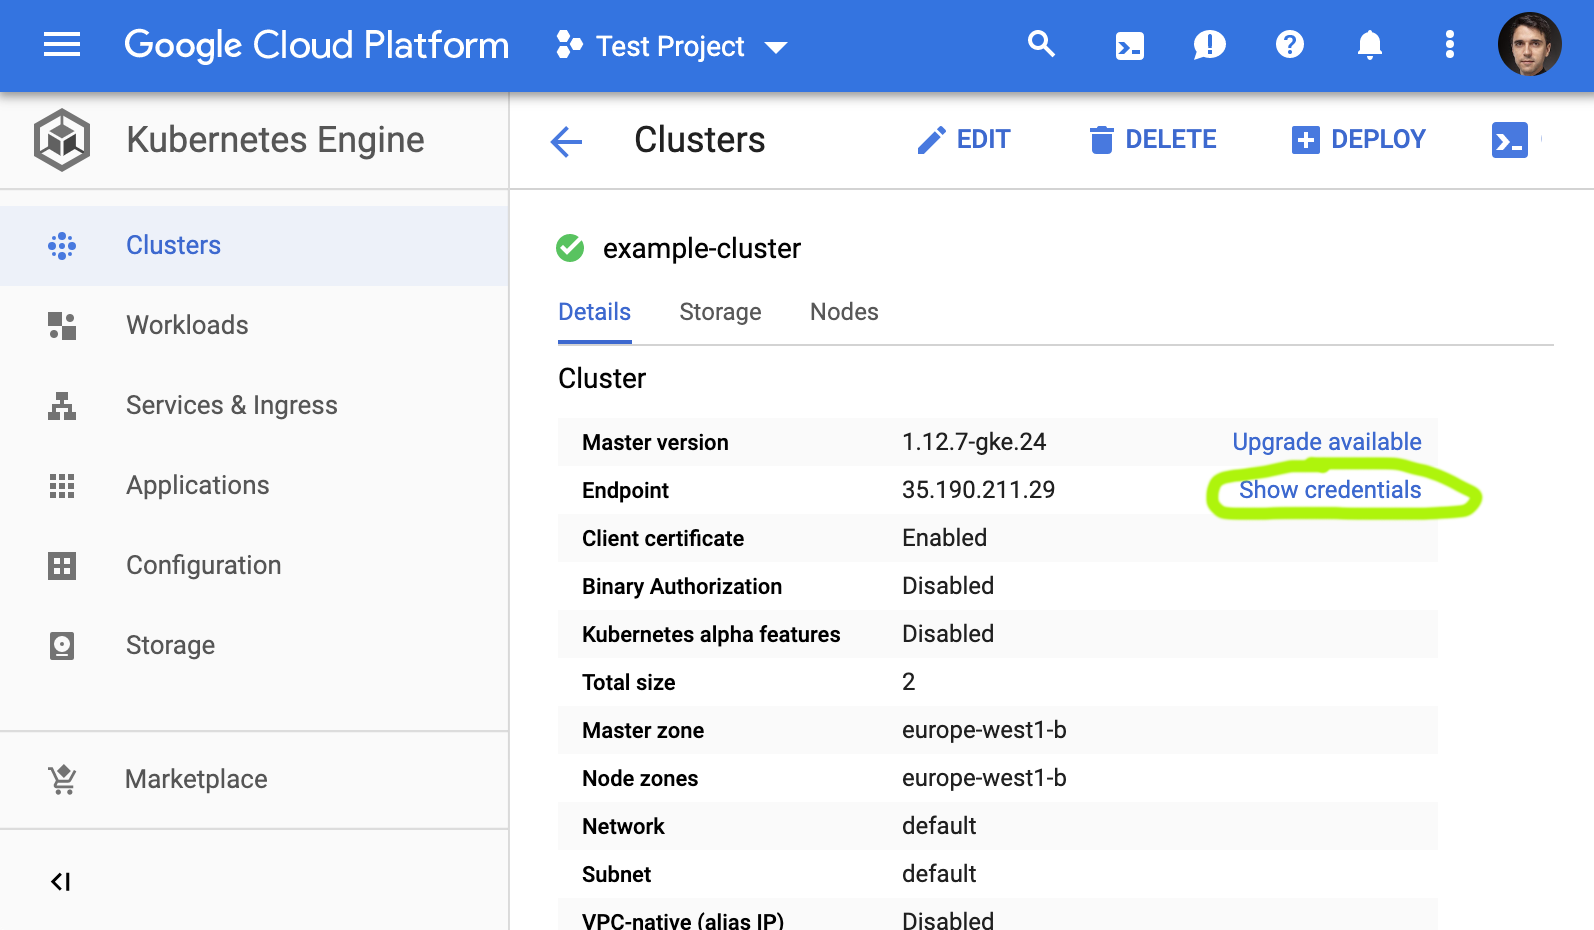 Google Cloud Platform Test Project
Kubernetes Engine
Clusters
Workloads
Services & Ingress
Applications
Configuration
Storage
Marketplace
Clusters EDIT DELETE DEPLOY
example-cluster
Details Storage Nodes
Cluster
Master version 1.12.7-gke.24 Upgrade available
Endpoint 35.190.211.29 Show credentials
Client certificate Enabled
Binary Authorization Disabled
Kubernetes alpha features Disabled
Total size 2
Master zone europe-west1-b
Node zones europe-west1-b
Network default
Subnet default
VPC-native (alias IP) Disabled